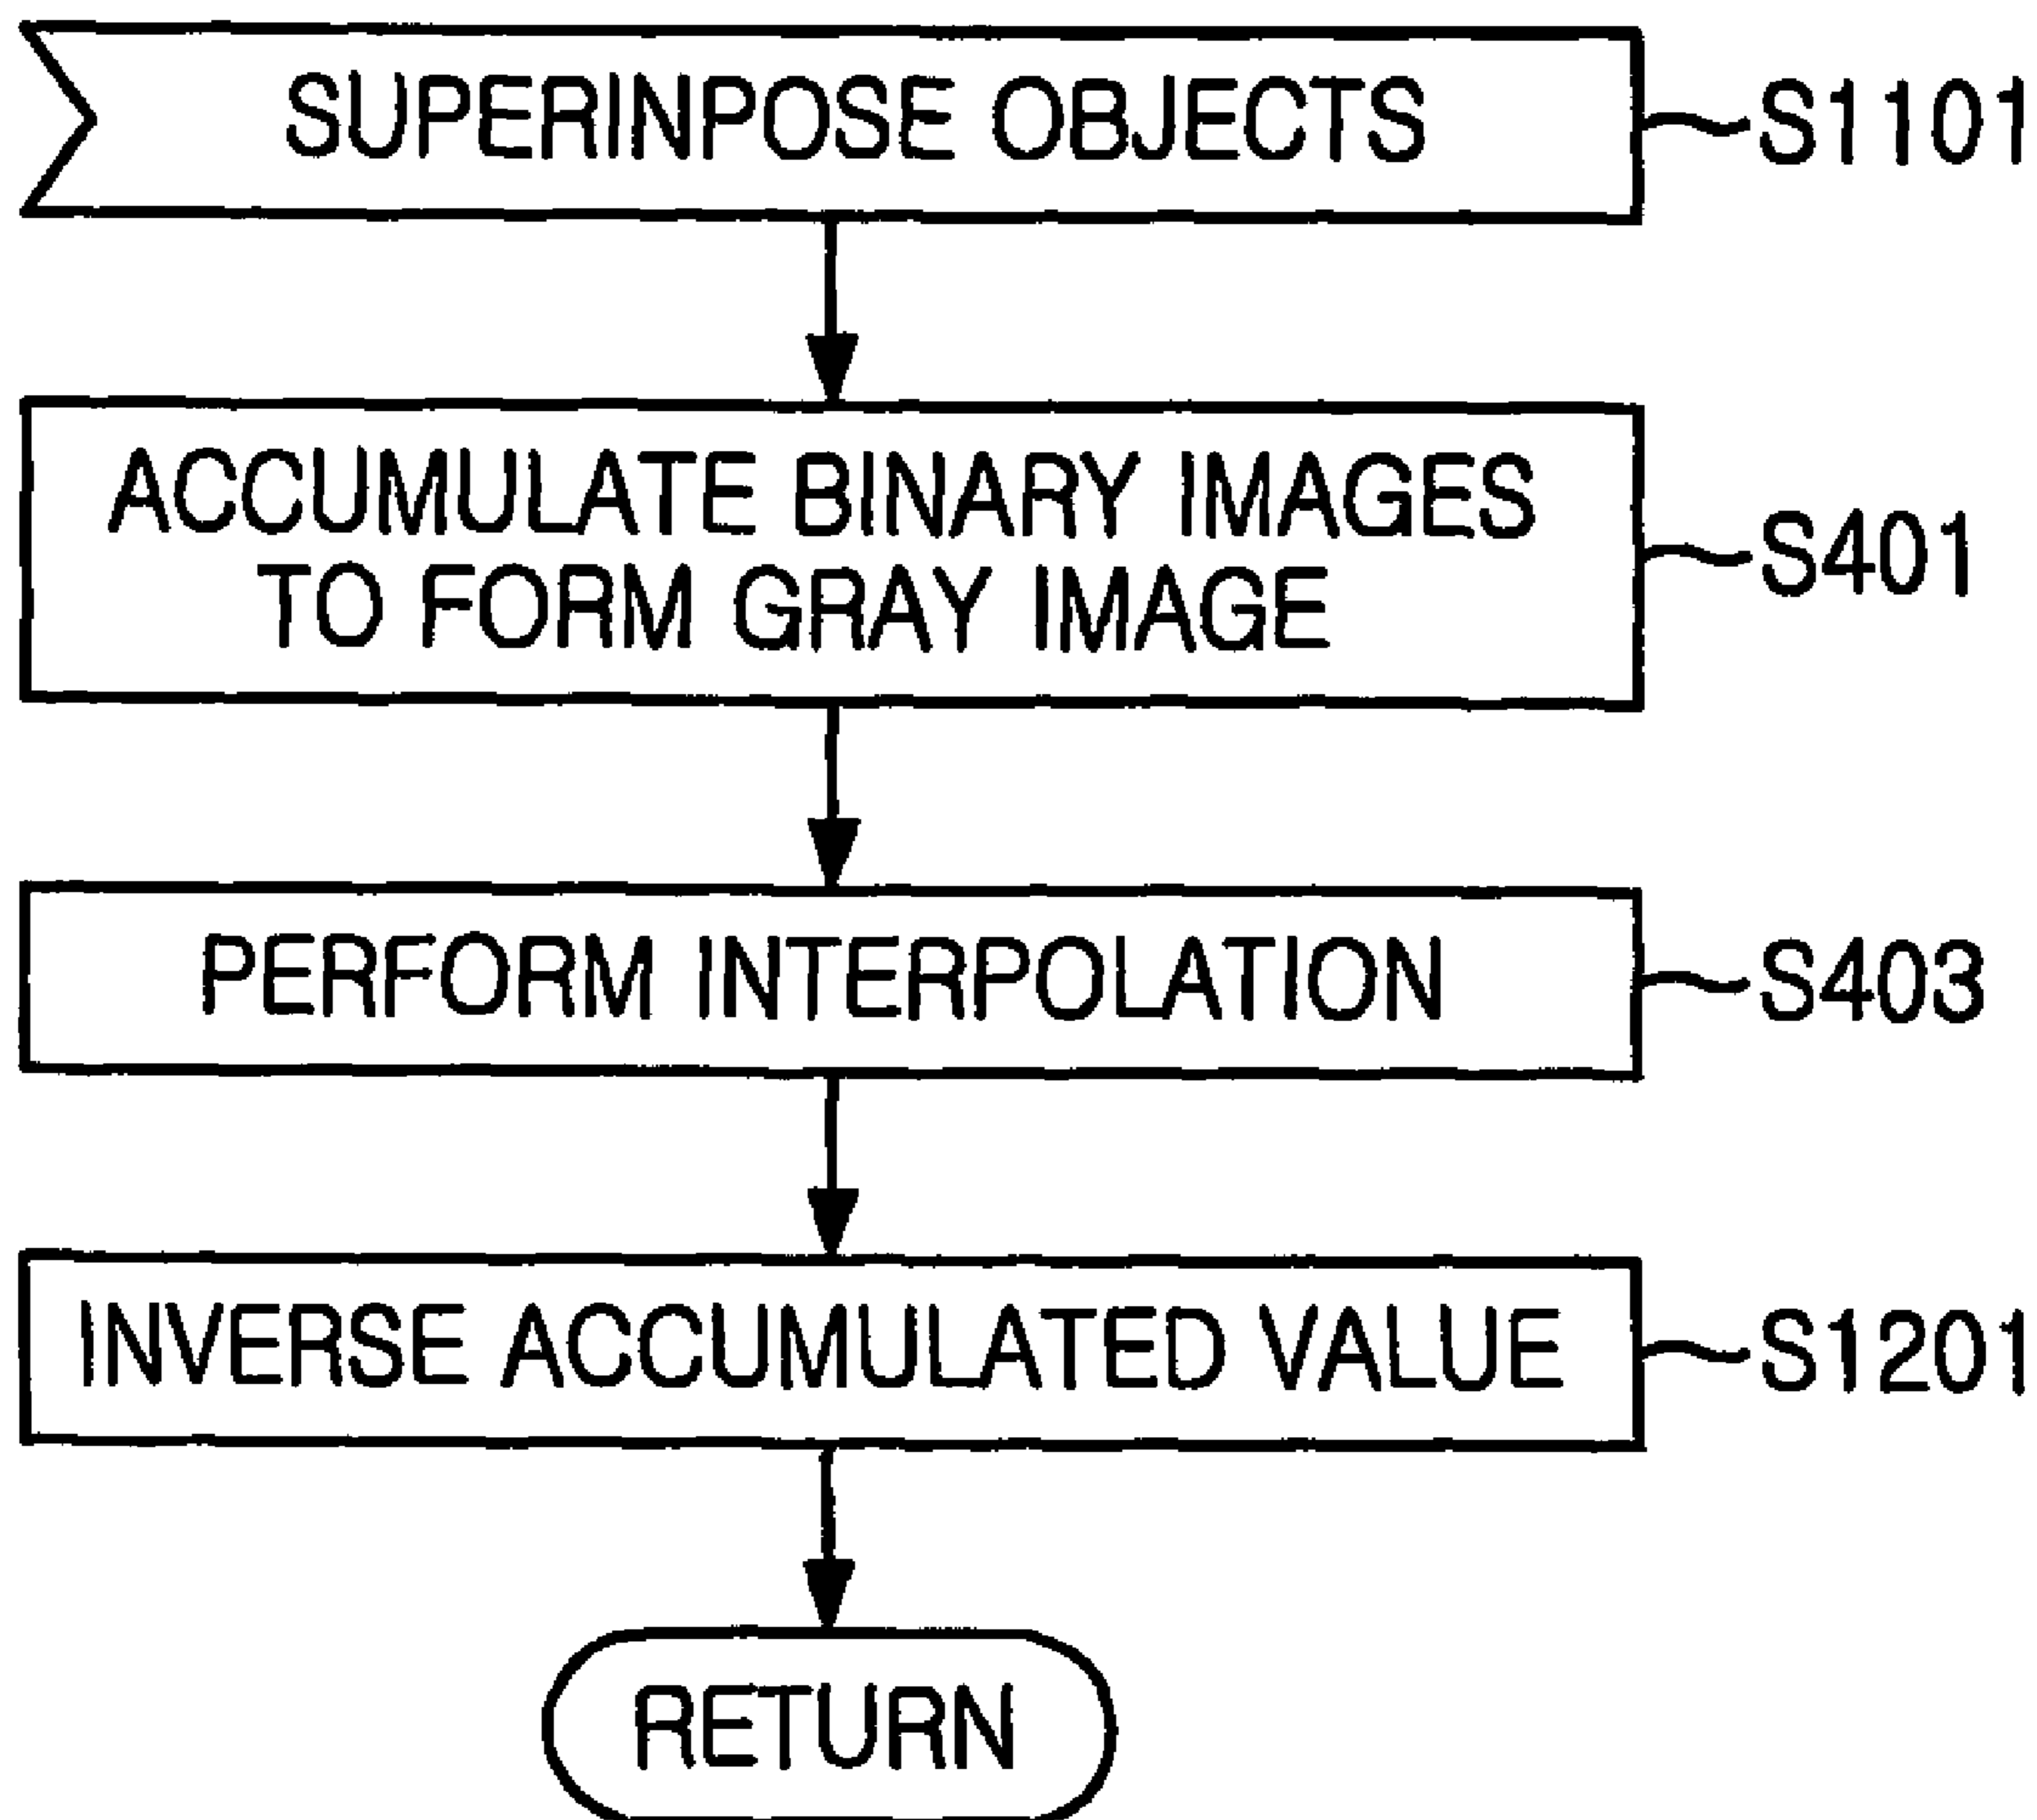 SUPERINPOSE OBJECTS
S1101
ACCUMULATE BINARY IMAGES
TO FORM GRAY IMAGE
S401
PERFORM INTERPOLATION
S403
INVERSE ACCUMULATED VALUE
S1201
RETURN